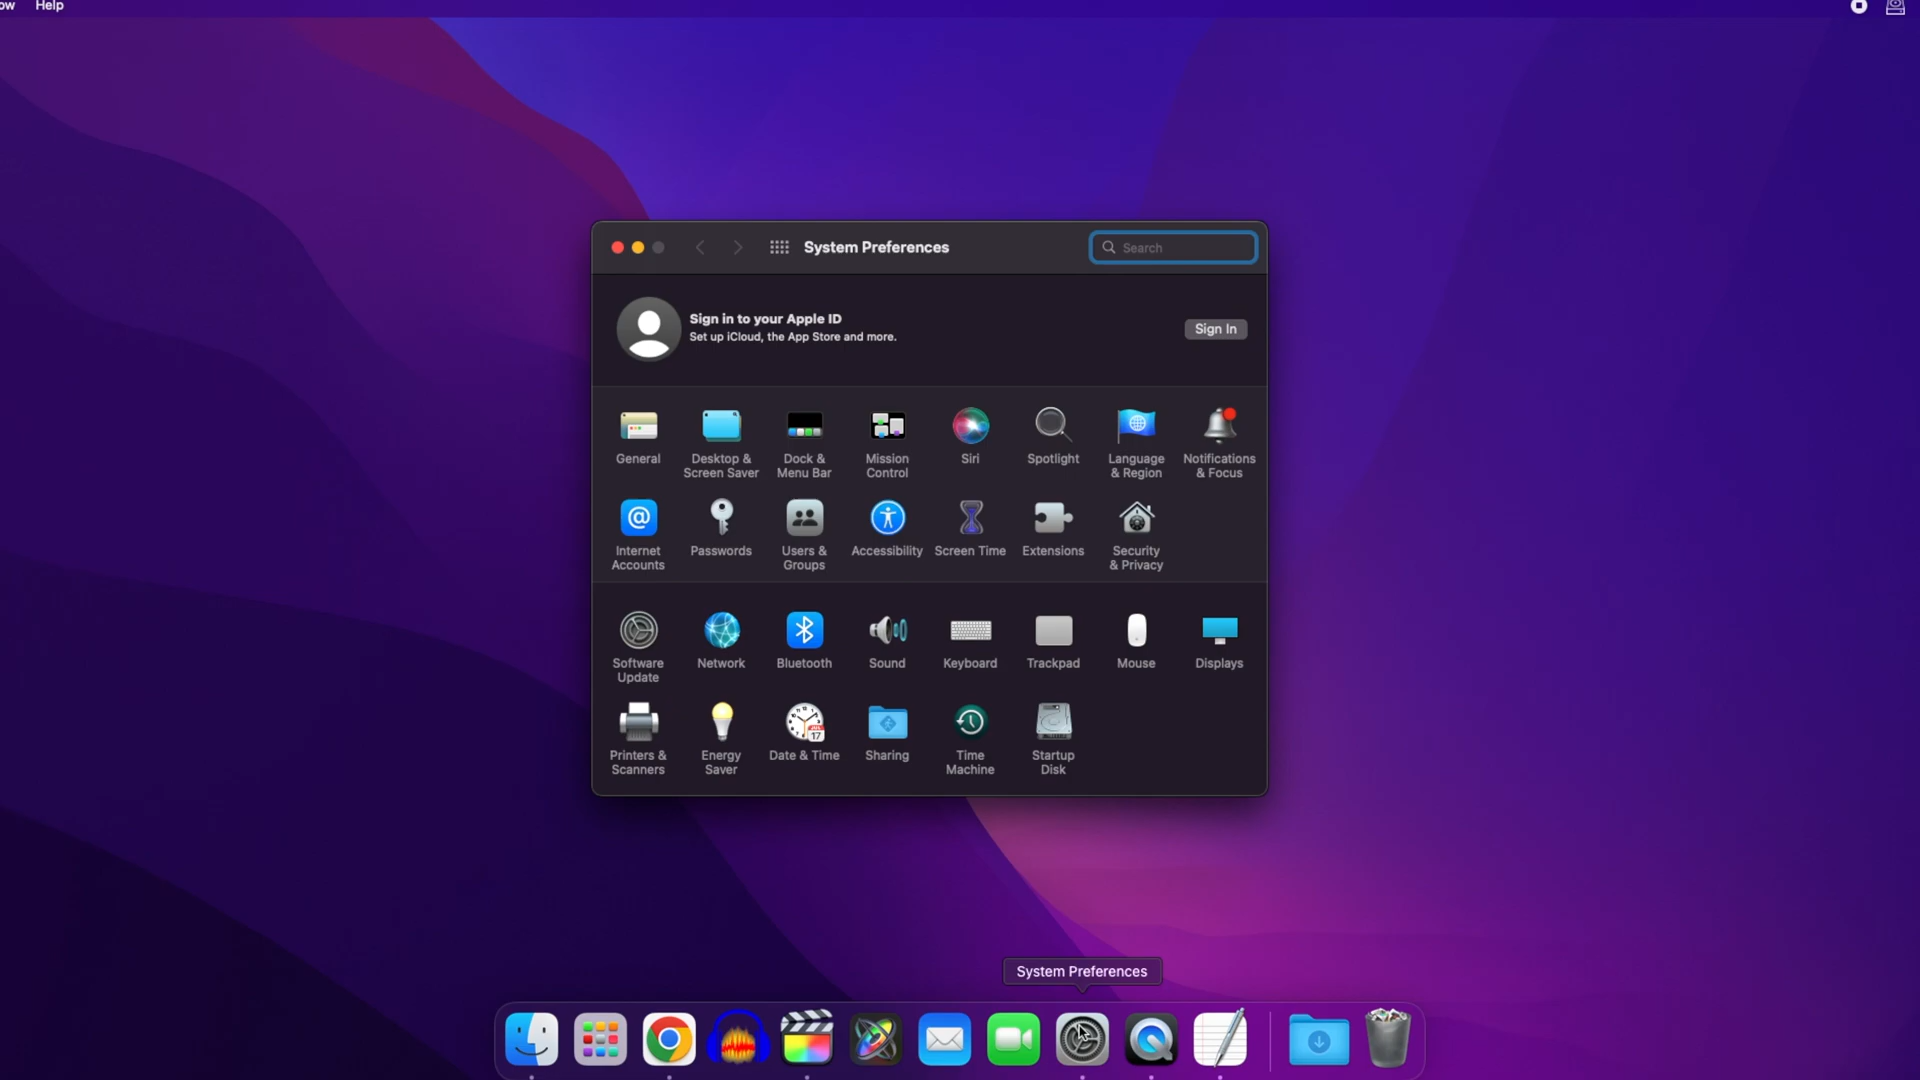 Help
System Preferences
Search
Sign in to your Apple ID
Set up iCloud, the App Store and more.
Sign In
General
Desktop &
Screen Saver
Dock &
Menu Bar
Mission
Control
Siri
Spotlight
Language
& Region
Notifications
& Focus
Internet
Accounts
Passwords
Users &
Groups
Accessibility
Screen Time
Extensions
Security
& Privacy
Software
Update
Network
Bluetooth
Sound
Keyboard
Trackpad
Mouse
Displays
Printers &
Scanners
Energy
Saver
Date & Time
Sharing
Time
Machine
Startup
Disk
System Preferences